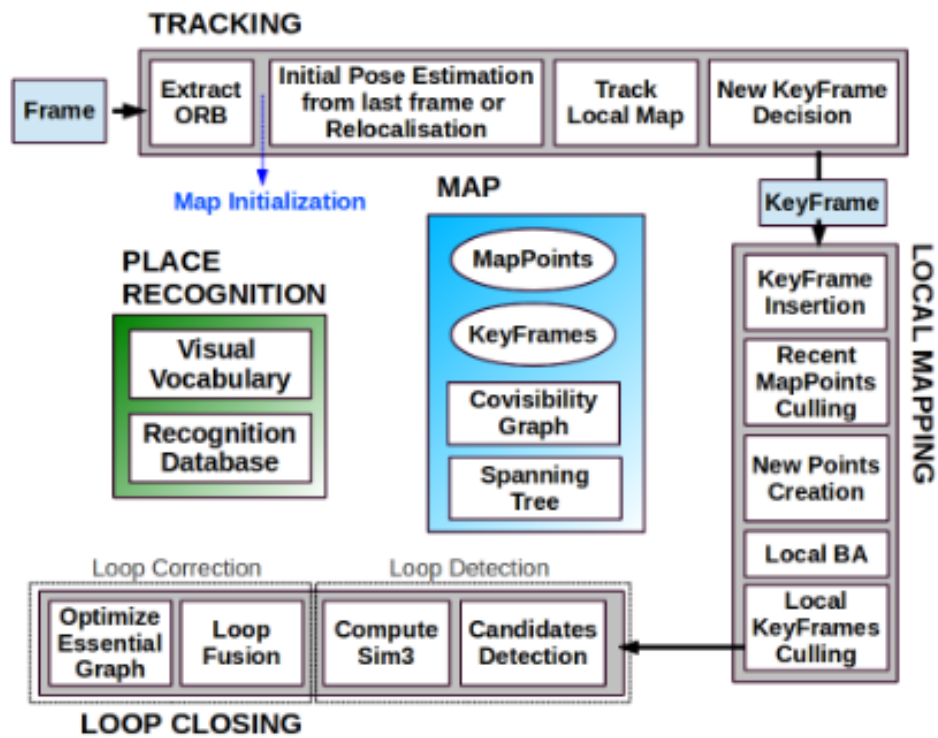 TRACKING
Frame
Extract
ORB
Initial Pose Estimation
from last frame or
Relocalisation
Track
Local Map
New KeyFrame
Decision
Map Initialization
MAP
KeyFrame
PLACE
RECOGNITION
Visual
Vocabulary
Recognition
Database
MapPoints
KeyFrames
Covisibility
Graph
Spanning
Tree
LOCAL MAPPING
KeyFrame
Insertion
Recent
MapPoints
Culling
New Points
Creation
Local BA
Local
KeyFrames
Culling
Loop Correction
Loop Detection
Optimize
Essential
Graph
Loop
Fusion
Compute
Sim3
Candidates
Detection
LOOP CLOSING